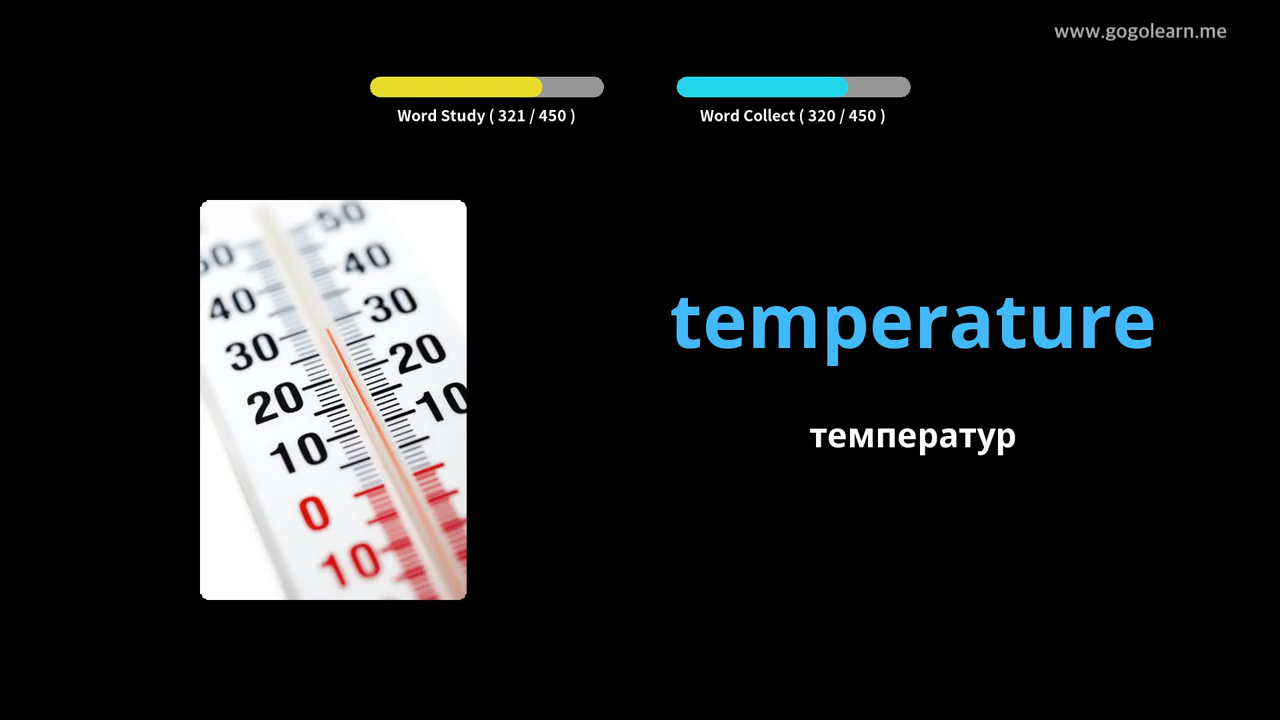 www.gogolearn.me
Word Study ( 321 / 450 )
Word Collect ( 320 / 450 )
50
40
40
30
30
20
20
10
10
0
10
temperature
температур